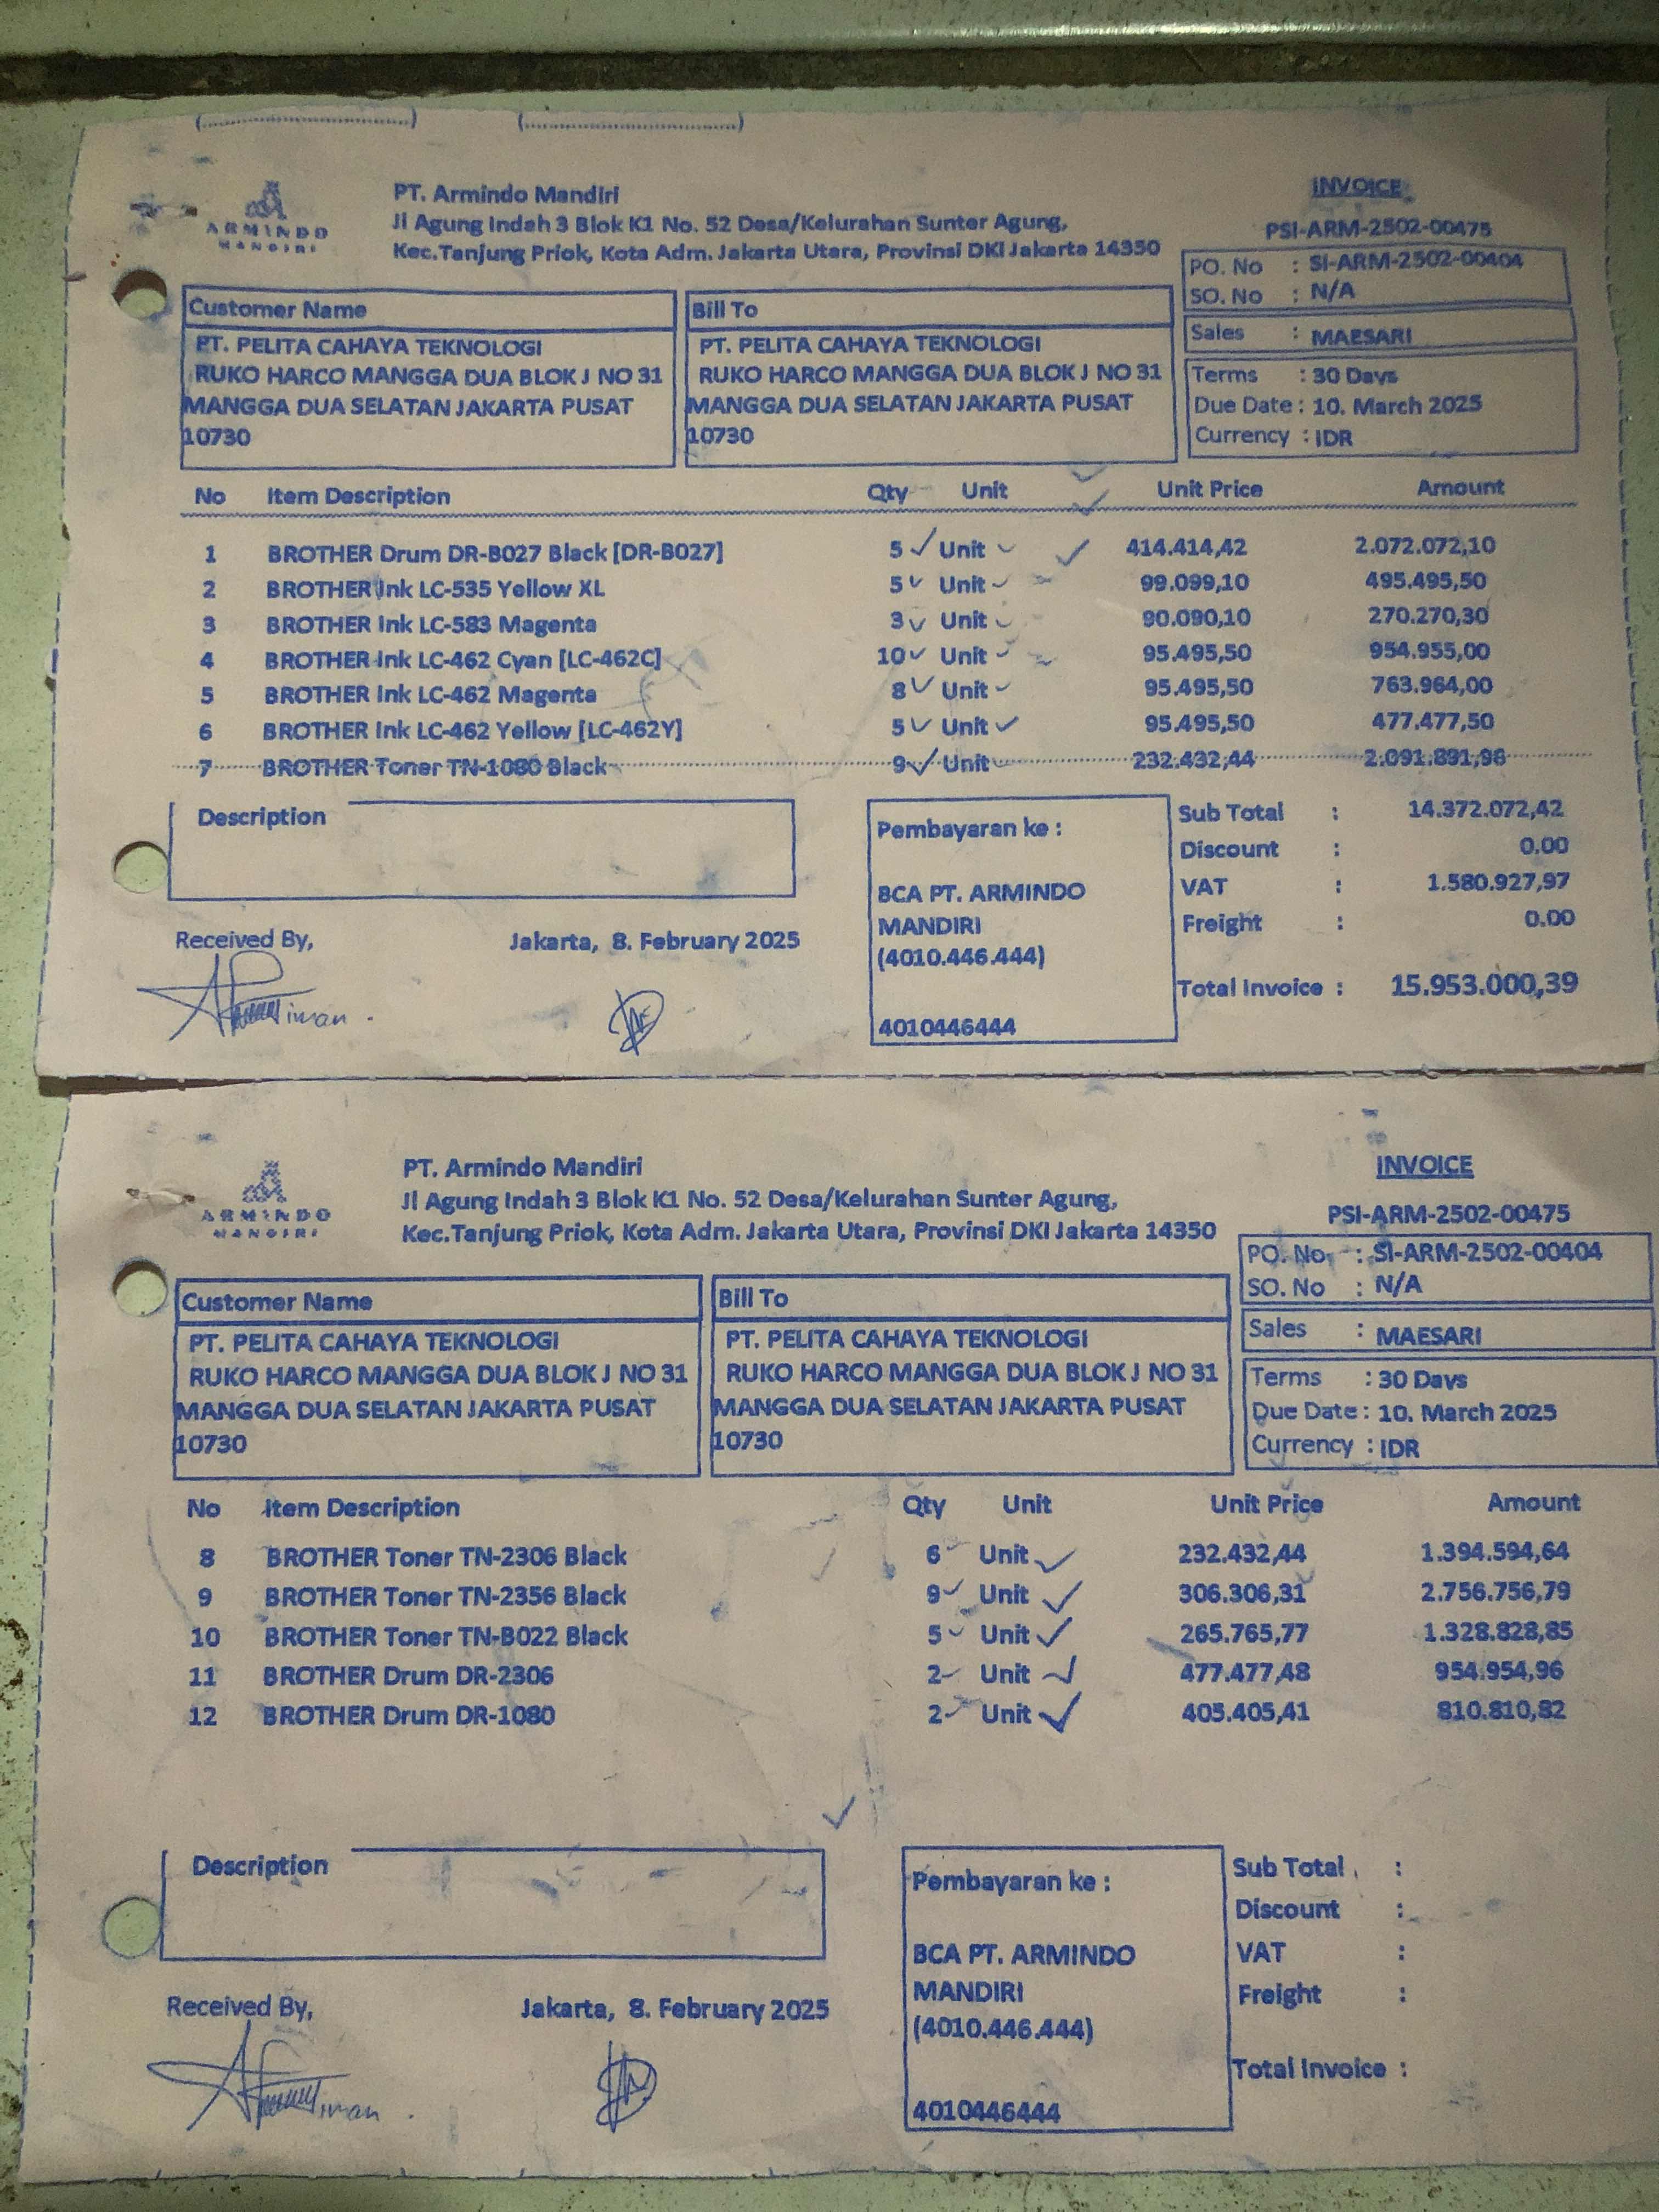 (........................) (........................)
ARMINDO
MANDIRI
PT. Armindo Mandiri
Jl Agung Indah 3 Blok K1 No. 52 Desa/Kelurahan Sunter Agung,
Kec.Tanjung Priok, Kota Adm. Jakarta Utara, Provinsi DKI Jakarta 14350
INVOICE
PSI-ARM-2502-00475
PO. No : SI-ARM-2502-00404
SO. No : N/A
Sales : MAESARI
Terms : 30 Days
Due Date : 10. March 2025
Currency : IDR
Customer Name
PT. PELITA CAHAYA TEKNOLOGI
RUKO HARCO MANGGA DUA BLOK J NO 31
MANGGA DUA SELATAN JAKARTA PUSAT
10730
Bill To
PT. PELITA CAHAYA TEKNOLOGI
RUKO HARCO MANGGA DUA BLOK J NO 31
MANGGA DUA SELATAN JAKARTA PUSAT
10730
No Item Description Qty Unit Unit Price Amount
1 BROTHER Drum DR-B027 Black [DR-B027] 5 Unit 414.414,42 2.072.072,10
2 BROTHER Ink LC-535 Yellow XL 5 Unit 99.099,10 495.495,50
3 BROTHER Ink LC-583 Magenta 3 Unit 90.090,10 270.270,30
4 BROTHER Ink LC-462 Cyan [LC-462C] 10 Unit 95.495,50 954.955,00
5 BROTHER Ink LC-462 Magenta 8 Unit 95.495,50 763.964,00
6 BROTHER Ink LC-462 Yellow [LC-462Y] 5 Unit 95.495,50 477.477,50
7 BROTHER Toner TN-1080 Black 9 Unit 232.432,44 2.091.891,96
Description
Pembayaran ke :
BCA PT. ARMINDO
MANDIRI
(4010.446.444)
4010446444
Sub Total : 14.372.072,42
Discount : 0.00
VAT : 1.580.927,97
Freight : 0.00
Total Invoice : 15.953.000,39
Received By,
Jakarta, 8. February 2025
iwan .
ARMINDO
MANDIRI
PT. Armindo Mandiri
Jl Agung Indah 3 Blok K1 No. 52 Desa/Kelurahan Sunter Agung,
Kec.Tanjung Priok, Kota Adm. Jakarta Utara, Provinsi DKI Jakarta 14350
INVOICE
PSI-ARM-2502-00475
PO. No : SI-ARM-2502-00404
SO. No : N/A
Sales : MAESARI
Terms : 30 Days
Due Date : 10. March 2025
Currency : IDR
Customer Name
PT. PELITA CAHAYA TEKNOLOGI
RUKO HARCO MANGGA DUA BLOK J NO 31
MANGGA DUA SELATAN JAKARTA PUSAT
10730
Bill To
PT. PELITA CAHAYA TEKNOLOGI
RUKO HARCO MANGGA DUA BLOK J NO 31
MANGGA DUA SELATAN JAKARTA PUSAT
10730
No Item Description Qty Unit Unit Price Amount
8 BROTHER Toner TN-2306 Black 6 Unit 232.432,44 1.394.594,64
9 BROTHER Toner TN-2356 Black 9 Unit 306.306,31 2.756.756,79
10 BROTHER Toner TN-B022 Black 5 Unit 265.765,77 1.328.828,85
11 BROTHER Drum DR-2306 2 Unit 477.477,48 954.954,96
12 BROTHER Drum DR-1080 2 Unit 405.405,41 810.810,82
Description
Pembayaran ke :
BCA PT. ARMINDO
MANDIRI
(4010.446.444)
4010446444
Sub Total :
Discount :
VAT :
Freight :
Total Invoice :
Received By,
Jakarta, 8. February 2025
iwan .